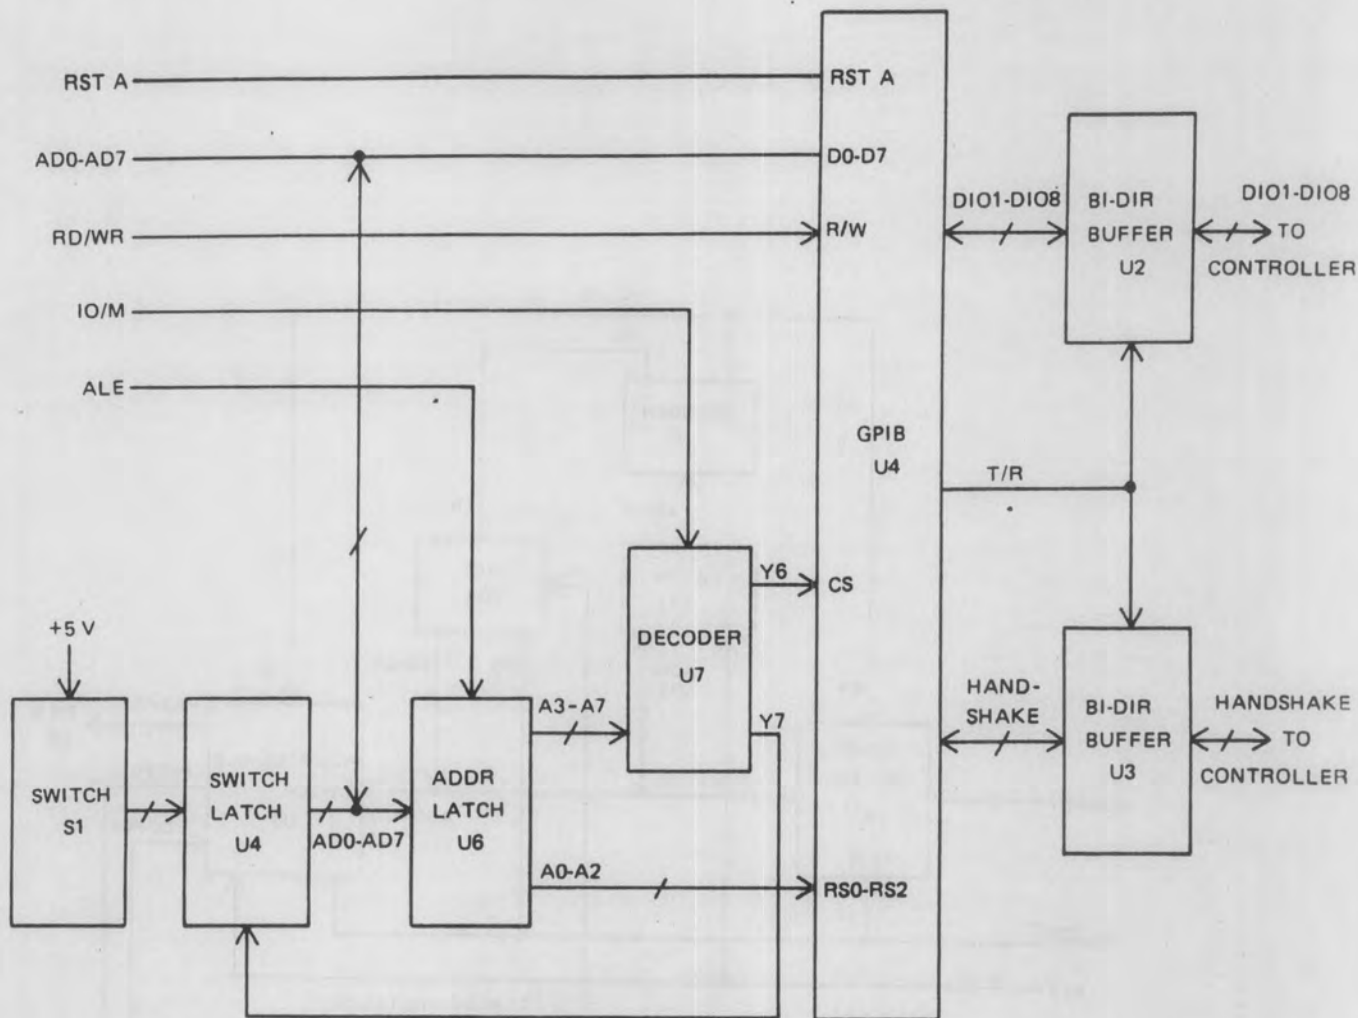 RST A
AD0-AD7
RD/WR
IO/M
ALE
RST A
D0-D7
R/W
GPIB
U4
CS
RS0-RS2
DIO1-DIO8
BI-DIR
BUFFER
U2
DIO1-DIO8
TO
CONTROLLER
T/R
+5 V
SWITCH
S1
SWITCH
LATCH
U4
AD0-AD7
ADDR
LATCH
U6
A3-A7
A0-A2
DECODER
U7
Y6
Y7
HAND-
SHAKE
BI-DIR
BUFFER
U3
HANDSHAKE
TO
CONTROLLER